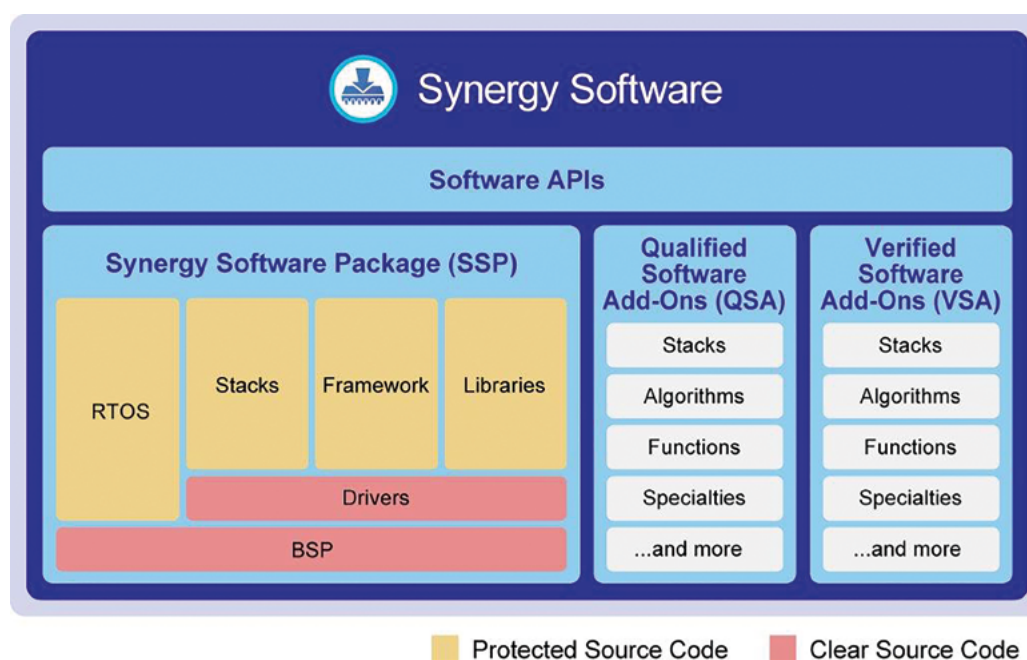 Synergy Software
Software APIs
Synergy Software Package (SSP)
RTOS
Stacks
Framework
Libraries
Drivers
BSP
Qualified
Software
Add-Ons (QSA)
Stacks
Algorithms
Functions
Specialties
...and more
Verified
Software
Add-Ons (VSA)
Stacks
Algorithms
Functions
Specialties
...and more
Protected Source Code
Clear Source Code